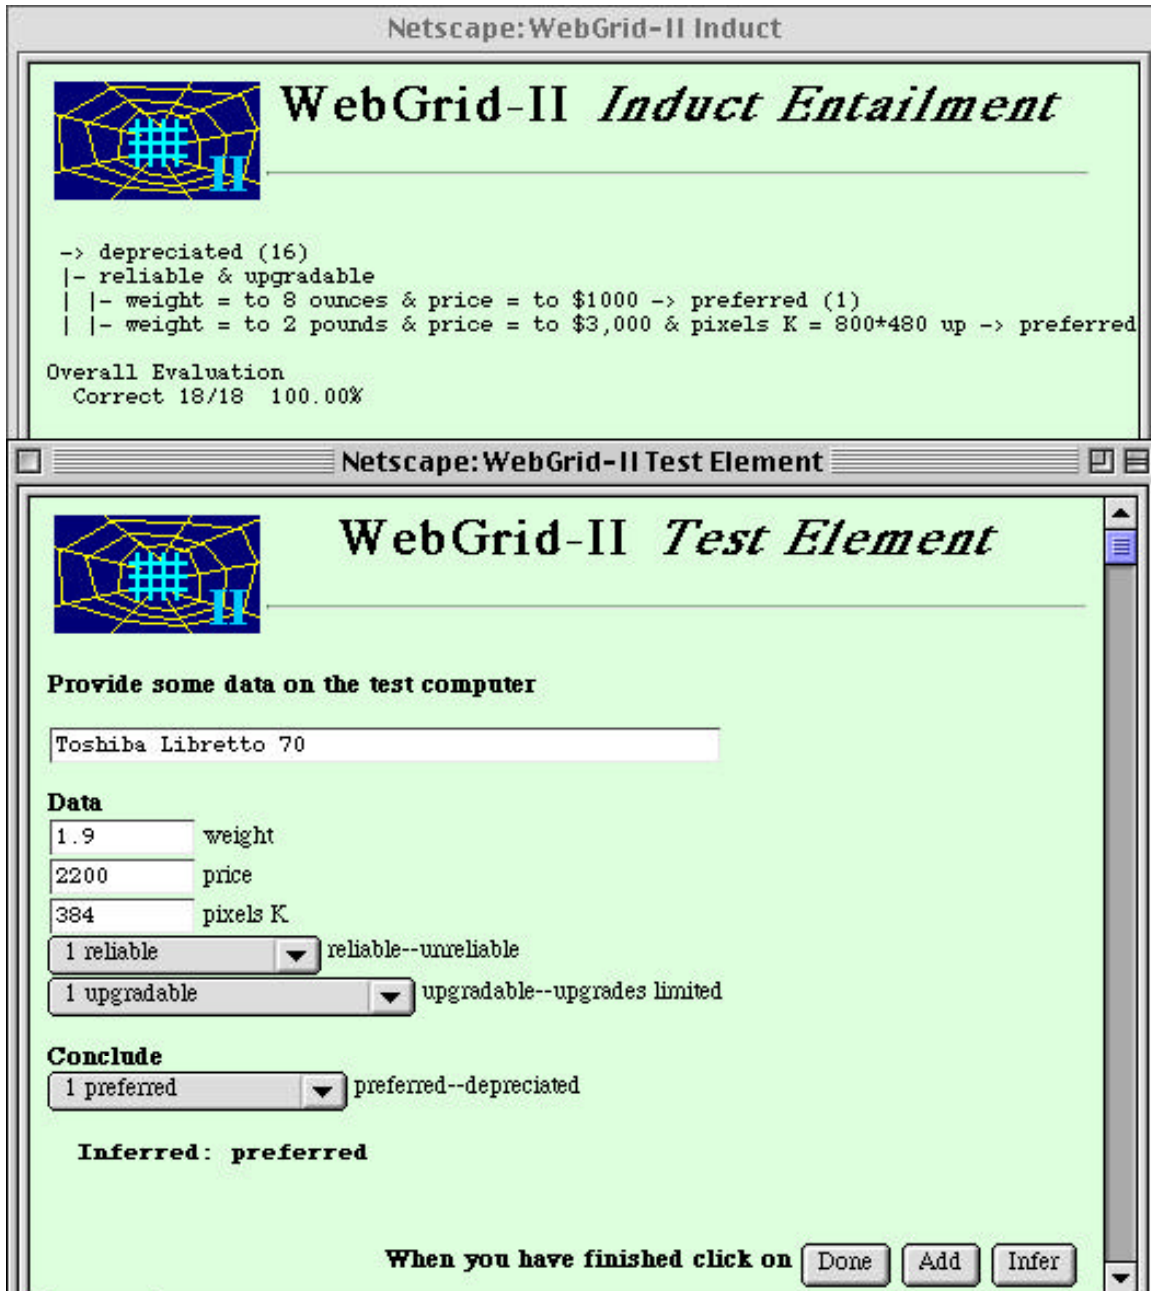 Netscape: WebGrid-II Induct
WebGrid-II Induct Entailment
II
-> depreciated (16)
|- reliable & upgradable
| |- weight = to 8 ounces & price = to $1000 -> preferred (1)
| |- weight = to 2 pounds & price = to $3,000 & pixels K = 800*480 up -> preferred
Overall Evaluation
Correct 18/18 100.00%
Netscape: WebGrid-II Test Element
WebGrid-II Test Element
II
Provide some data on the test computer
Toshiba Libretto 70
Data
1.9 weight
2200 price
384 pixels K
1 reliable reliable--unreliable
1 upgradable upgradable--upgrades limited
Conclude
1 preferred preferred--depreciated
Inferred: preferred
When you have finished click on Done Add Infer